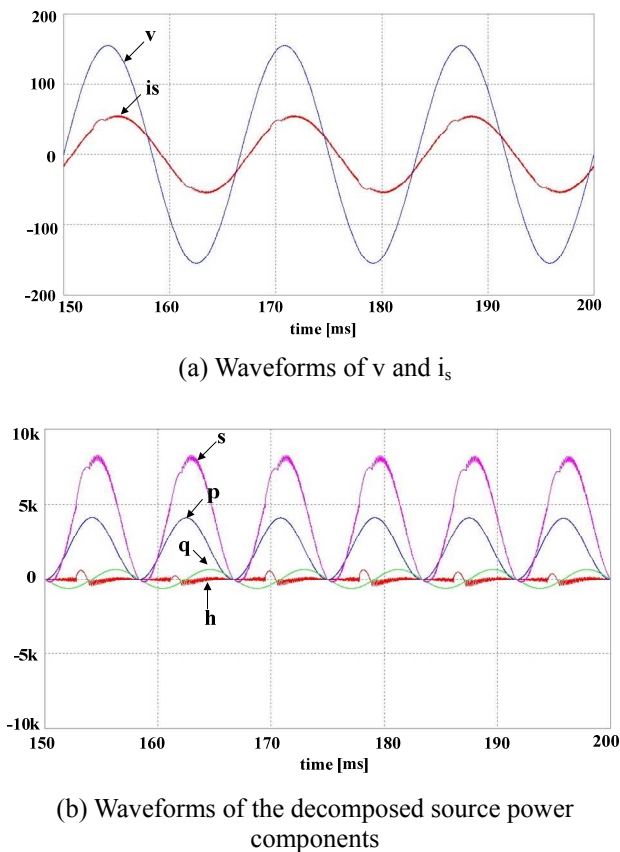 200
v
is
100
0
-100
-200
150
160
170
180
190
200
time [ms]
(a) Waveforms of v and iₛ
10k
s
p
5k
q
0
h
-5k
-10k
150
160
170
180
190
200
time [ms]
(b) Waveforms of the decomposed source power
components